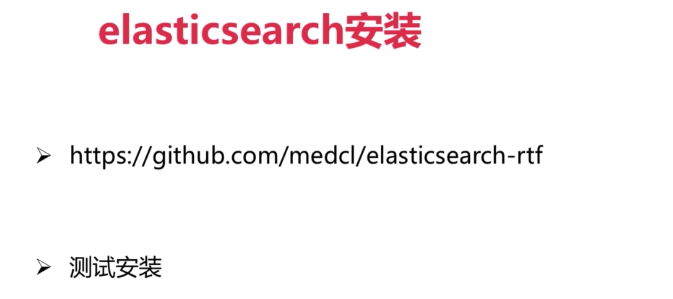 elasticsearch安装
➢ https://github.com/medcl/elasticsearch-rtf
➢ 测试安装